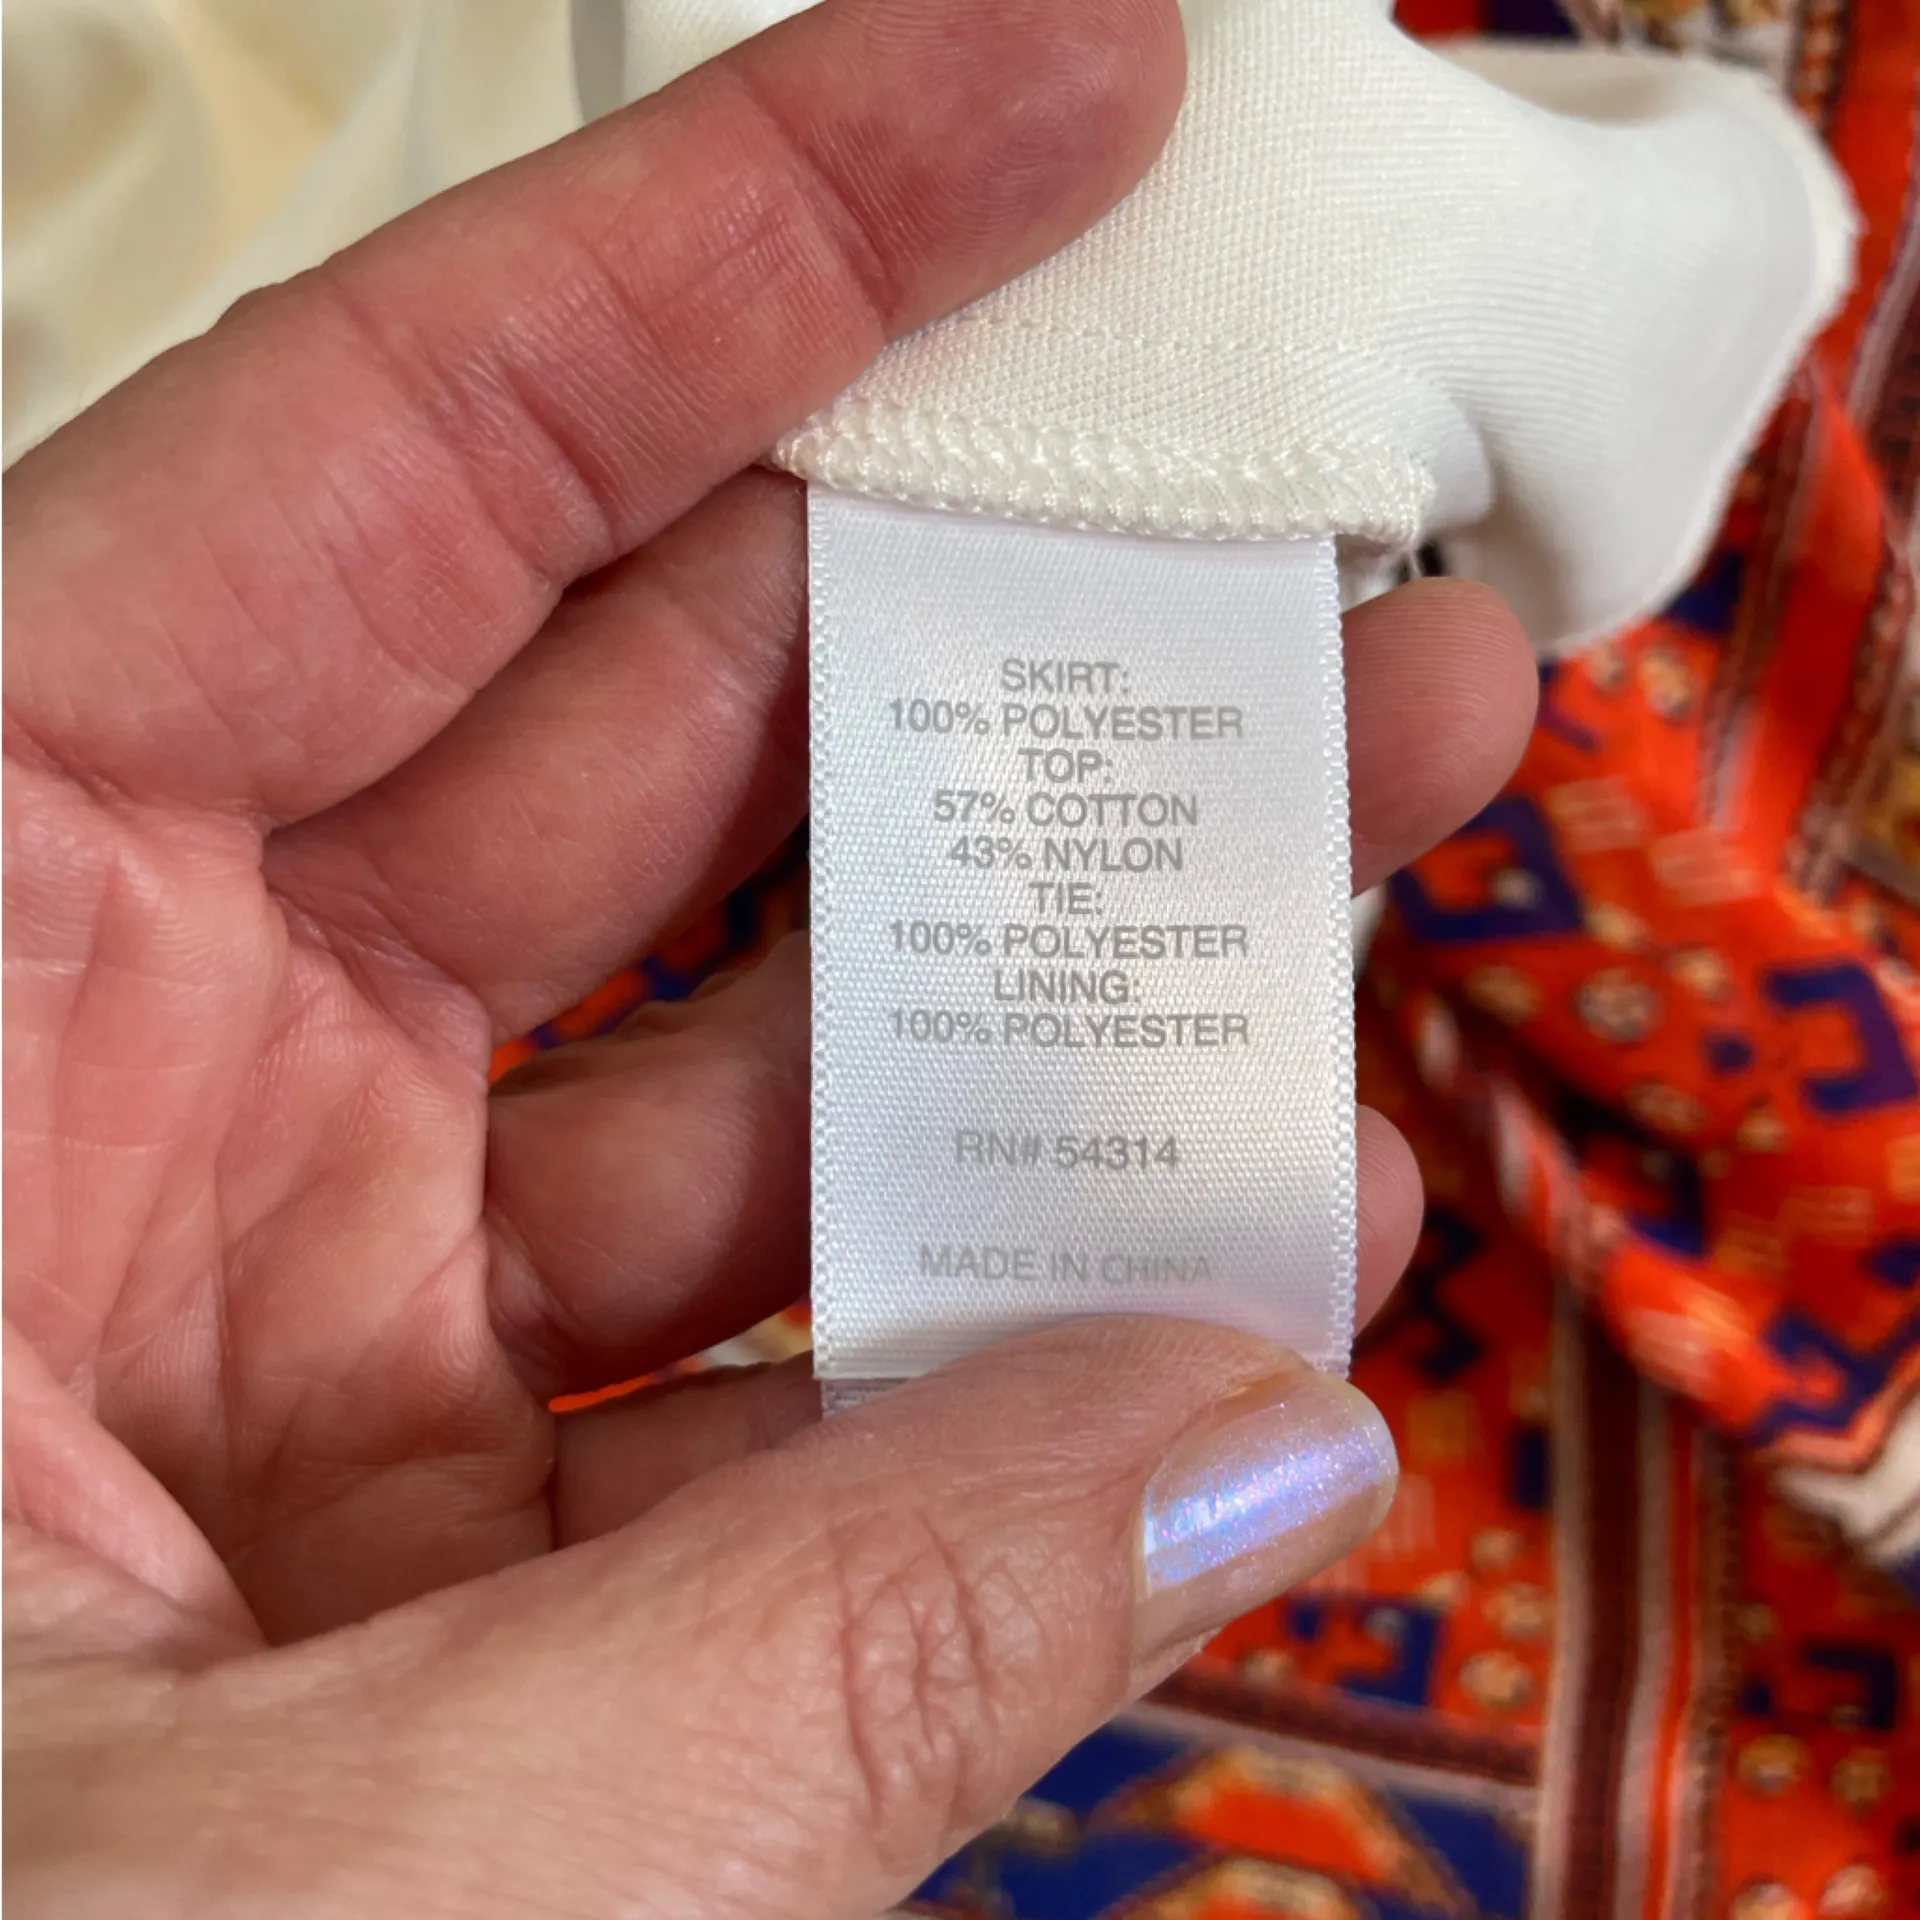 SKIRT:
100% POLYESTER
TOP:
57% COTTON
43% NYLON
TIE:
100% POLYESTER
LINING:
100% POLYESTER
RN# 54314
MADE IN CHINA